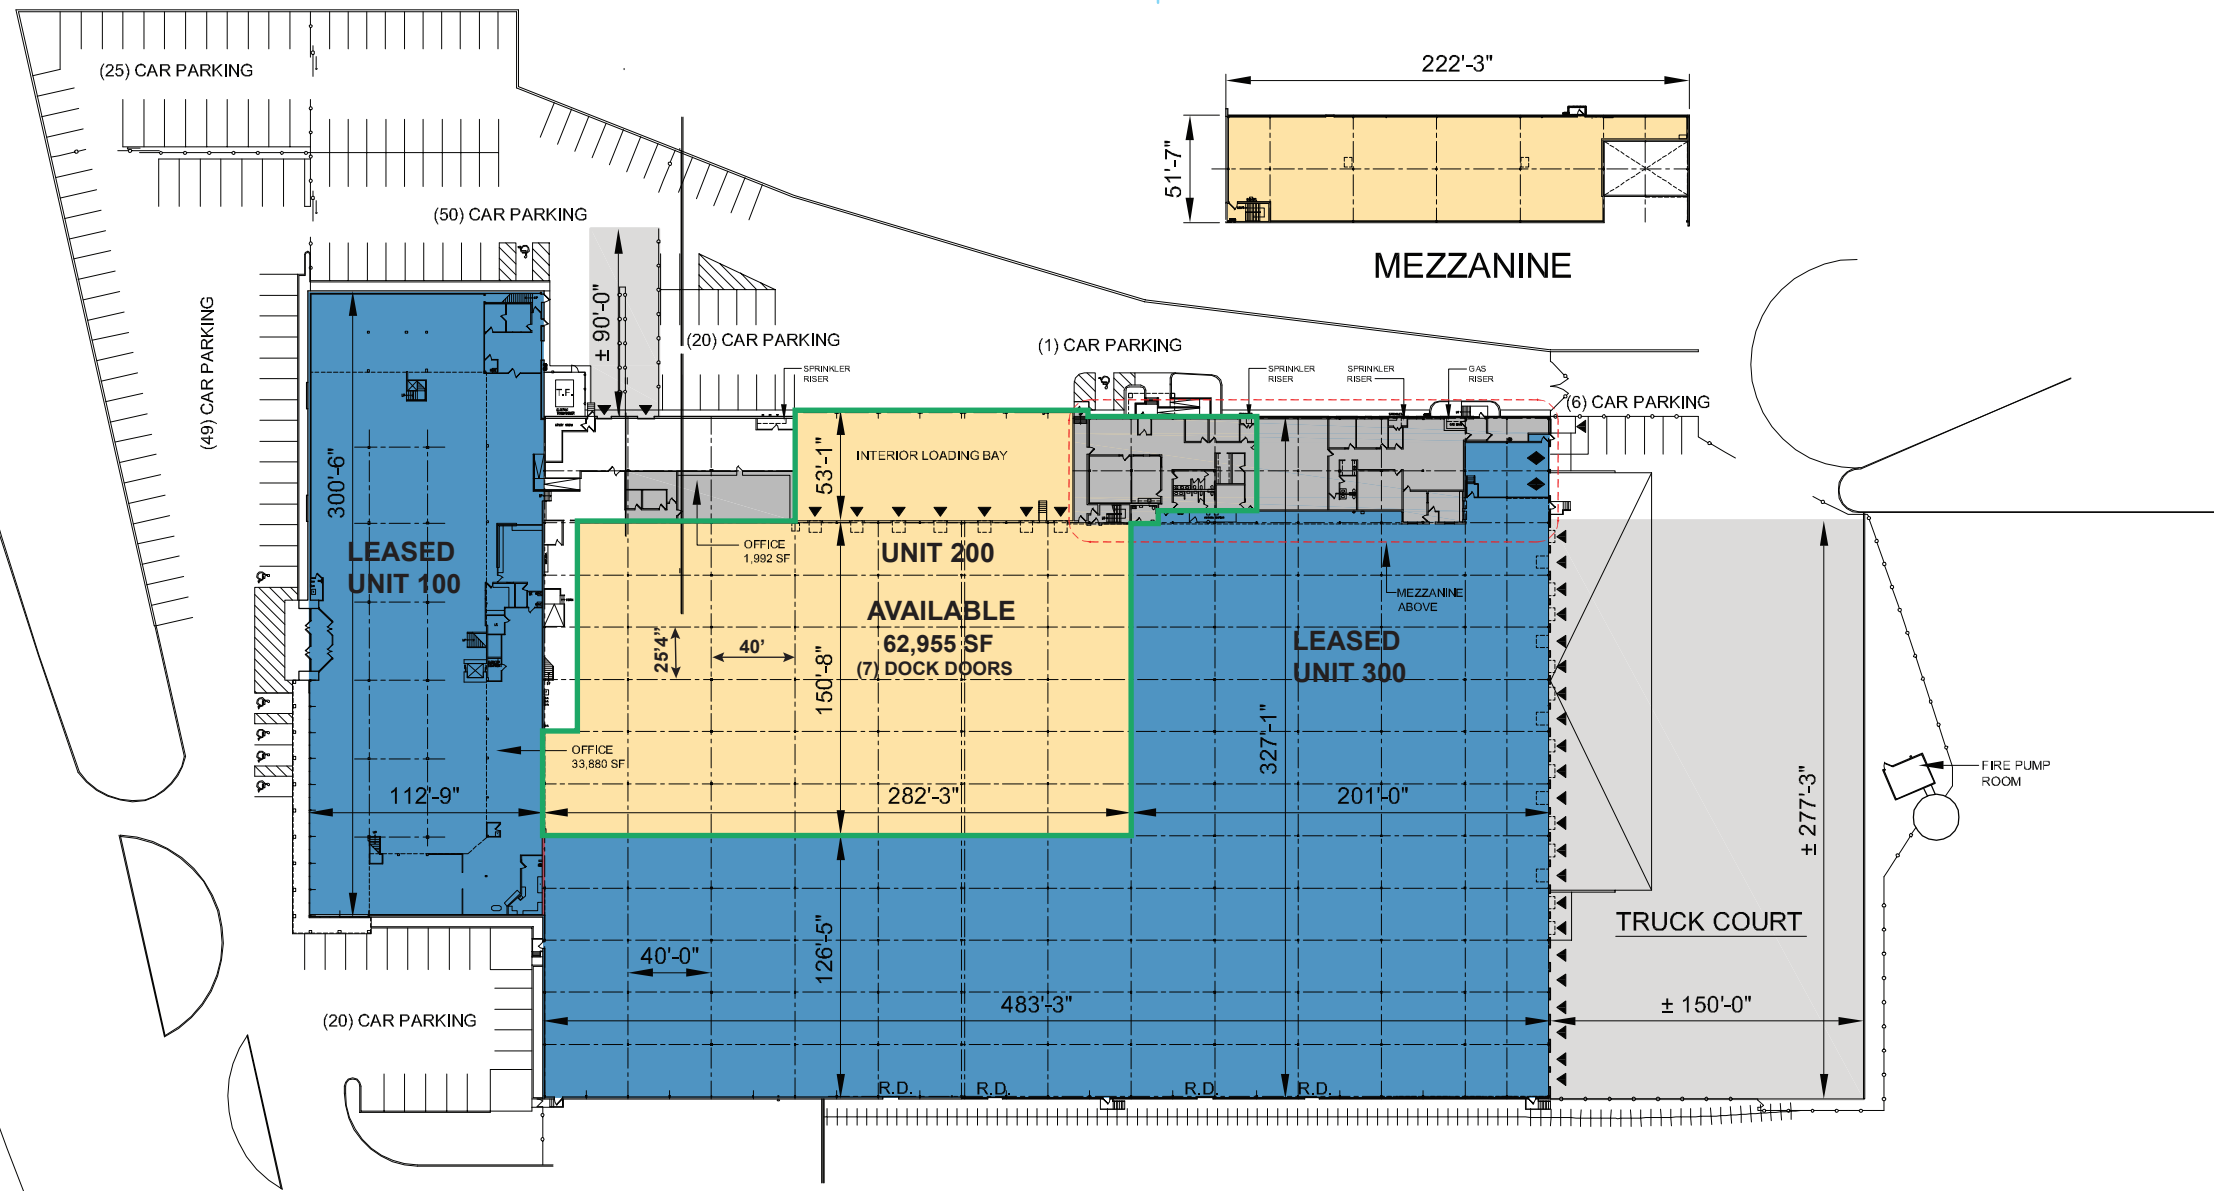 222'-3"
(25) CAR PARKING
51'-7"
(50) CAR PARKING
MEZZANINE
± 90'-0"
(49) CAR PARKING
(20) CAR PARKING
(1) CAR PARKING
SPRINKLER
RISER
SPRINKLER
RISER
SPRINKLER
RISER
GAS
RISER
T.F.
(6) CAR PARKING
INTERIOR LOADING BAY
53'-1"
300'-6"
LEASED
UNIT 100
OFFICE
1,992 SF
UNIT 200
AVAILABLE
62,955 SF
(7) DOCK DOORS
25'4"
40'
150'-8"
MEZZANINE
ABOVE
LEASED
UNIT 300
327'-1"
OFFICE
33,880 SF
112'-9"
282'-3"
201'-0"
± 277'-3"
FIRE PUMP
ROOM
TRUCK COURT
126'-5"
40'-0"
483'-3"
± 150'-0"
(20) CAR PARKING
R.D.
R.D.
R.D.
R.D.